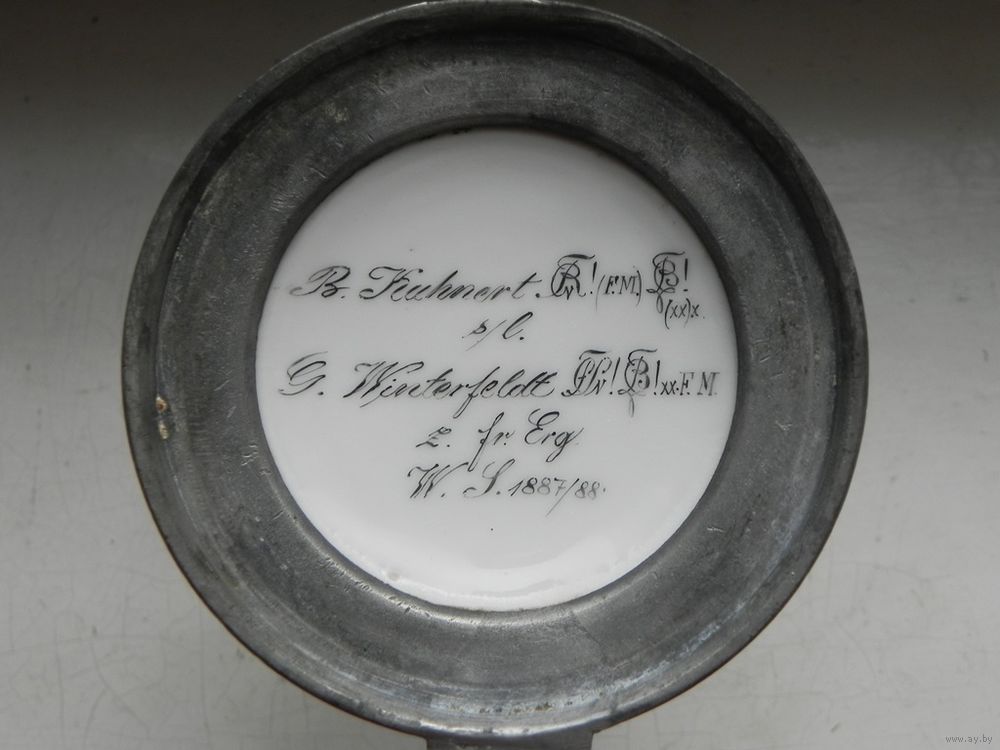 B. Kuhnert ! (F.M.) B!
(xx)x.
s/l.
G. Winterfeldt ! B! xx. F.M.
z. fr. Erg.
W. S. 1887/88.
www.ay.by